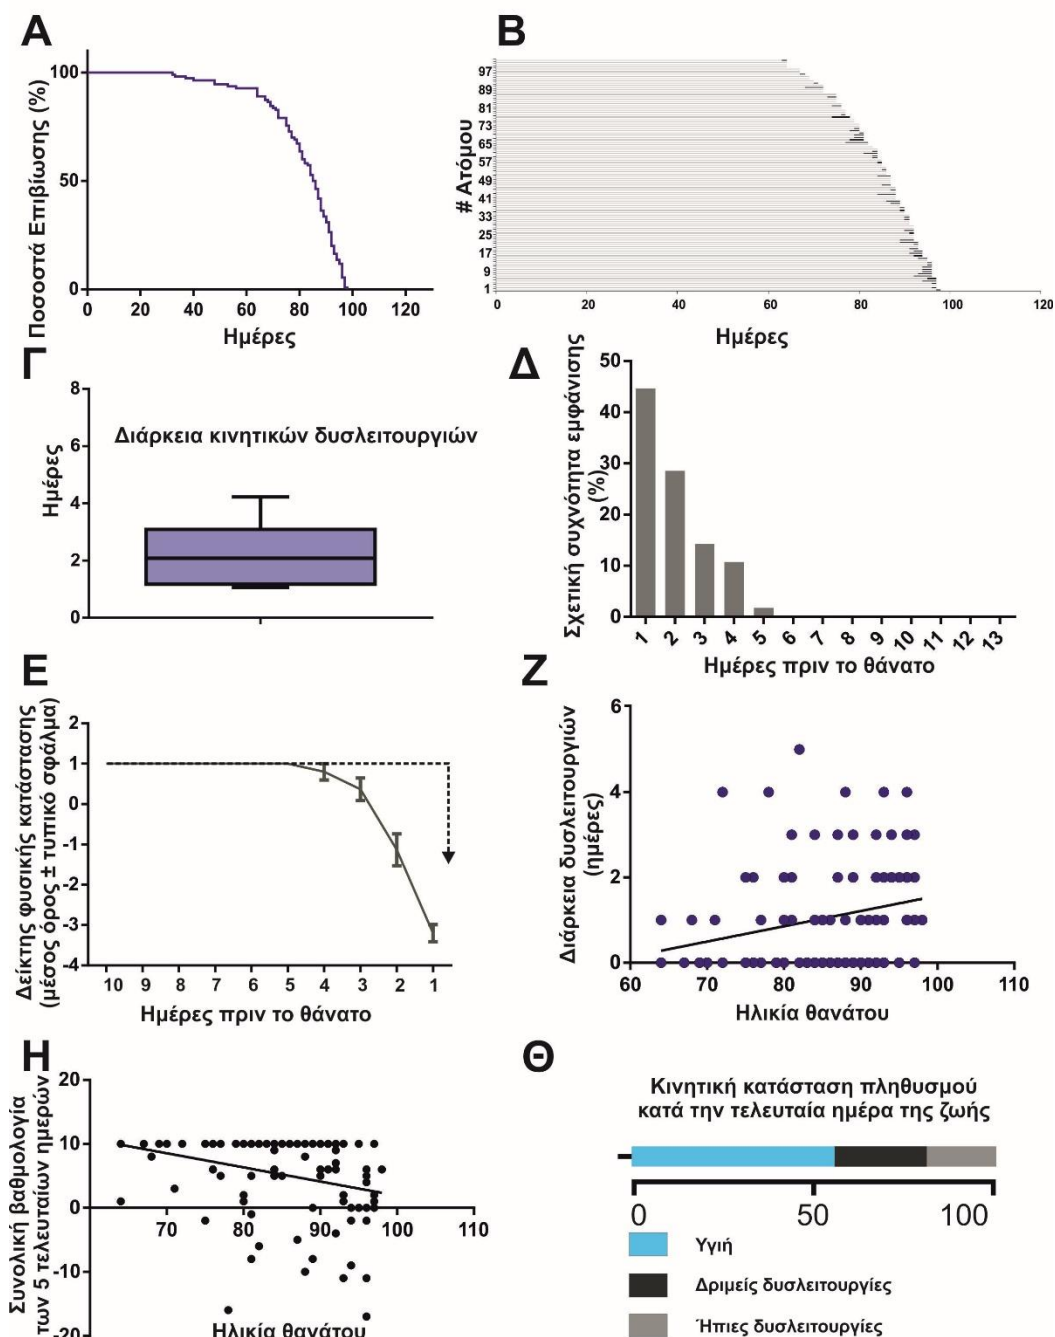 Α
Ποσοστά Επιβίωσης (%)
100
50
0
0 20 40 60 80 100 120
Ημέρες
Β
# Ατόμου
97
89
81
73
65
57
49
41
33
25
17
9
1
0 20 40 60 80 100 120
Ημέρες
Γ
Ημέρες
8
6
4
2
0
Διάρκεια κινητικών δυσλειτουργιών
Δ
Σχετική συχνότητα εμφάνισης
(%)
50
40
30
20
10
0
1 2 3 4 5 6 7 8 9 10 11 12 13
Ημέρες πριν το θάνατο
Ε
Δείκτης φυσικής κατάστασης
(μέσος όρος ± τυπικό σφάλμα)
2
1
0
-1
-2
-3
-4
10 9 8 7 6 5 4 3 2 1
Ημέρες πριν το θάνατο
Ζ
Διάρκεια δυσλειτουργιών
(ημέρες)
6
4
2
0
60 70 80 90 100 110
Ηλικία θανάτου
Η
Συνολική βαθμολογία
των 5 τελευταίων ημερών
20
10
0
-10
-20
70 80 90 100 110
Ηλικία θανάτου
Θ
Κινητική κατάσταση πληθυσμού
κατά την τελευταία ημέρα της ζωής
0 50 100
Υγιή
Δριμείς δυσλειτουργίες
Ήπιες δυσλειτουργίες